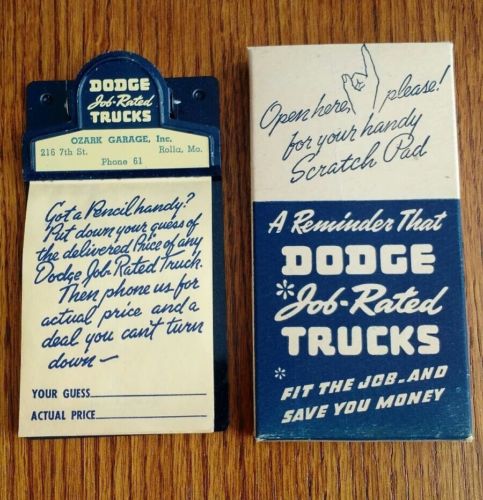 DODGE
Job-Rated
TRUCKS
OZARK GARAGE, Inc.
216 7th St. Rolla, Mo.
Phone 61
Got a Pencil handy?
Put down your guess of
the delivered Price of any
Dodge Job-Rated Truck.
Then phone us for
actual price and a
deal you can't turn
down—
YOUR GUESS
ACTUAL PRICE
Open here, please!
for your handy
Scratch Pad
A Reminder That
DODGE
*Job-Rated
TRUCKS
* FIT THE JOB-AND
SAVE YOU MONEY